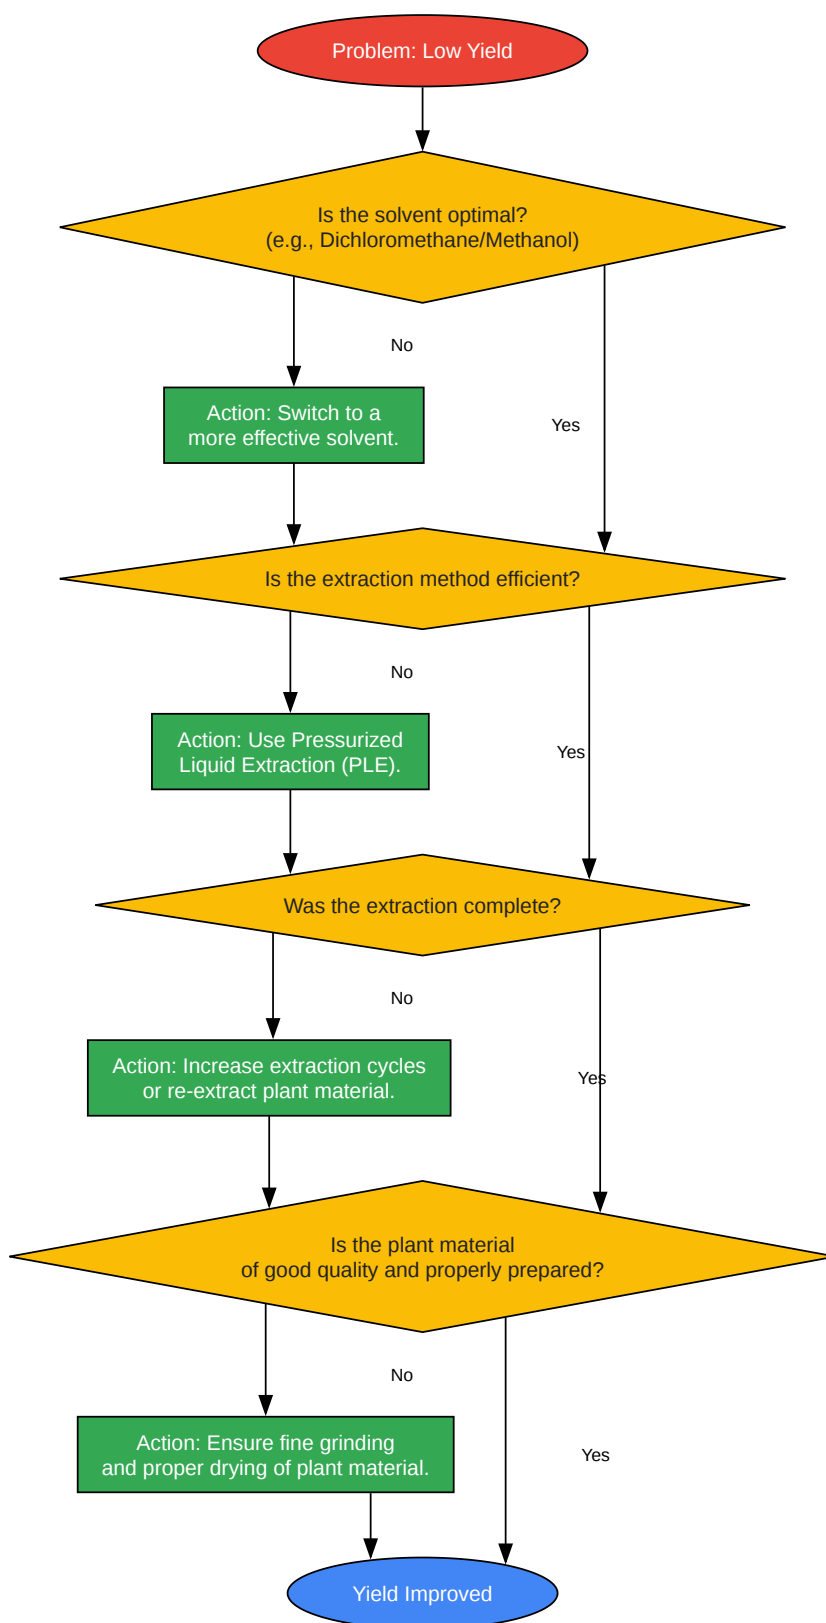 Problem: Low Yield
Is the solvent optimal?
(e.g., Dichloromethane/Methanol)
No
Action: Switch to a
more effective solvent.
Yes
Is the extraction method efficient?
No
Action: Use Pressurized
Liquid Extraction (PLE).
Yes
Was the extraction complete?
No
Action: Increase extraction cycles
or re-extract plant material.
Yes
Is the plant material
of good quality and properly prepared?
No
Action: Ensure fine grinding
and proper drying of plant material.
Yes
Yield Improved